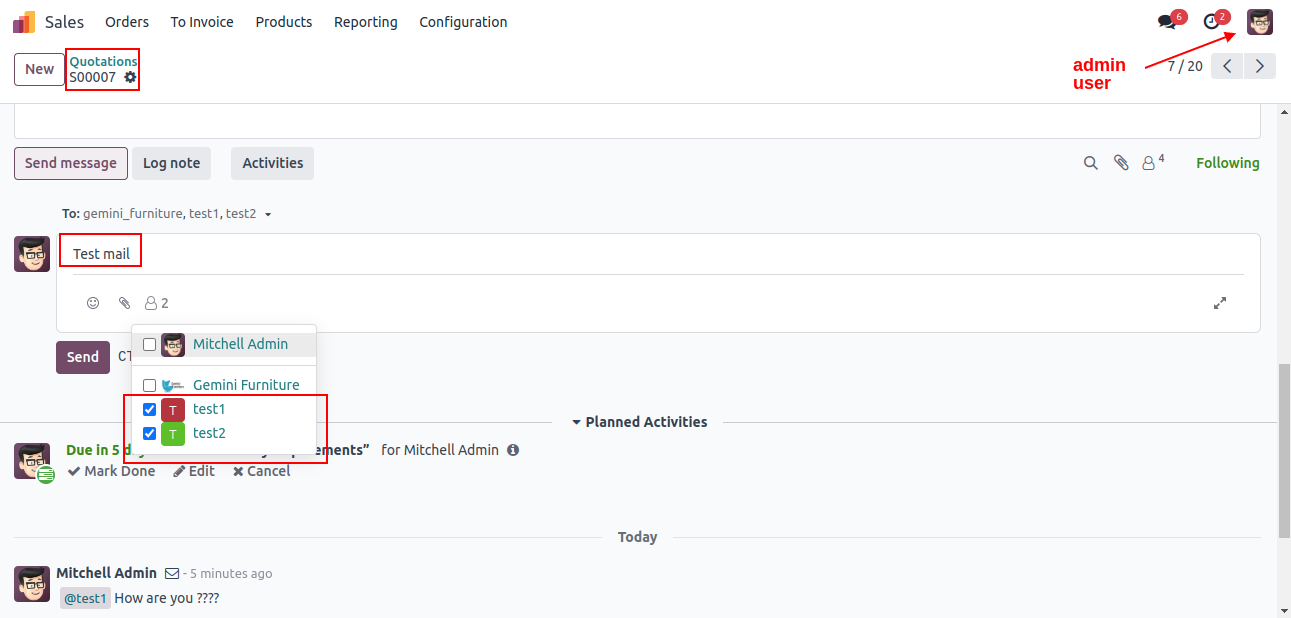 Sales Orders To Invoice Products Reporting Configuration 6 2
New Quotations
S00007
admin
user
7 / 20
Send message Log note Activities 4 Following
To: gemini_furniture, test1, test2
Test mail
2
Mitchell Admin
Send CT
Gemini Furniture
T test1
T test2
Planned Activities
Due in 5 d ements” for Mitchell Admin
Mark Done Edit Cancel
Today
Mitchell Admin - 5 minutes ago
@test1 How are you ????